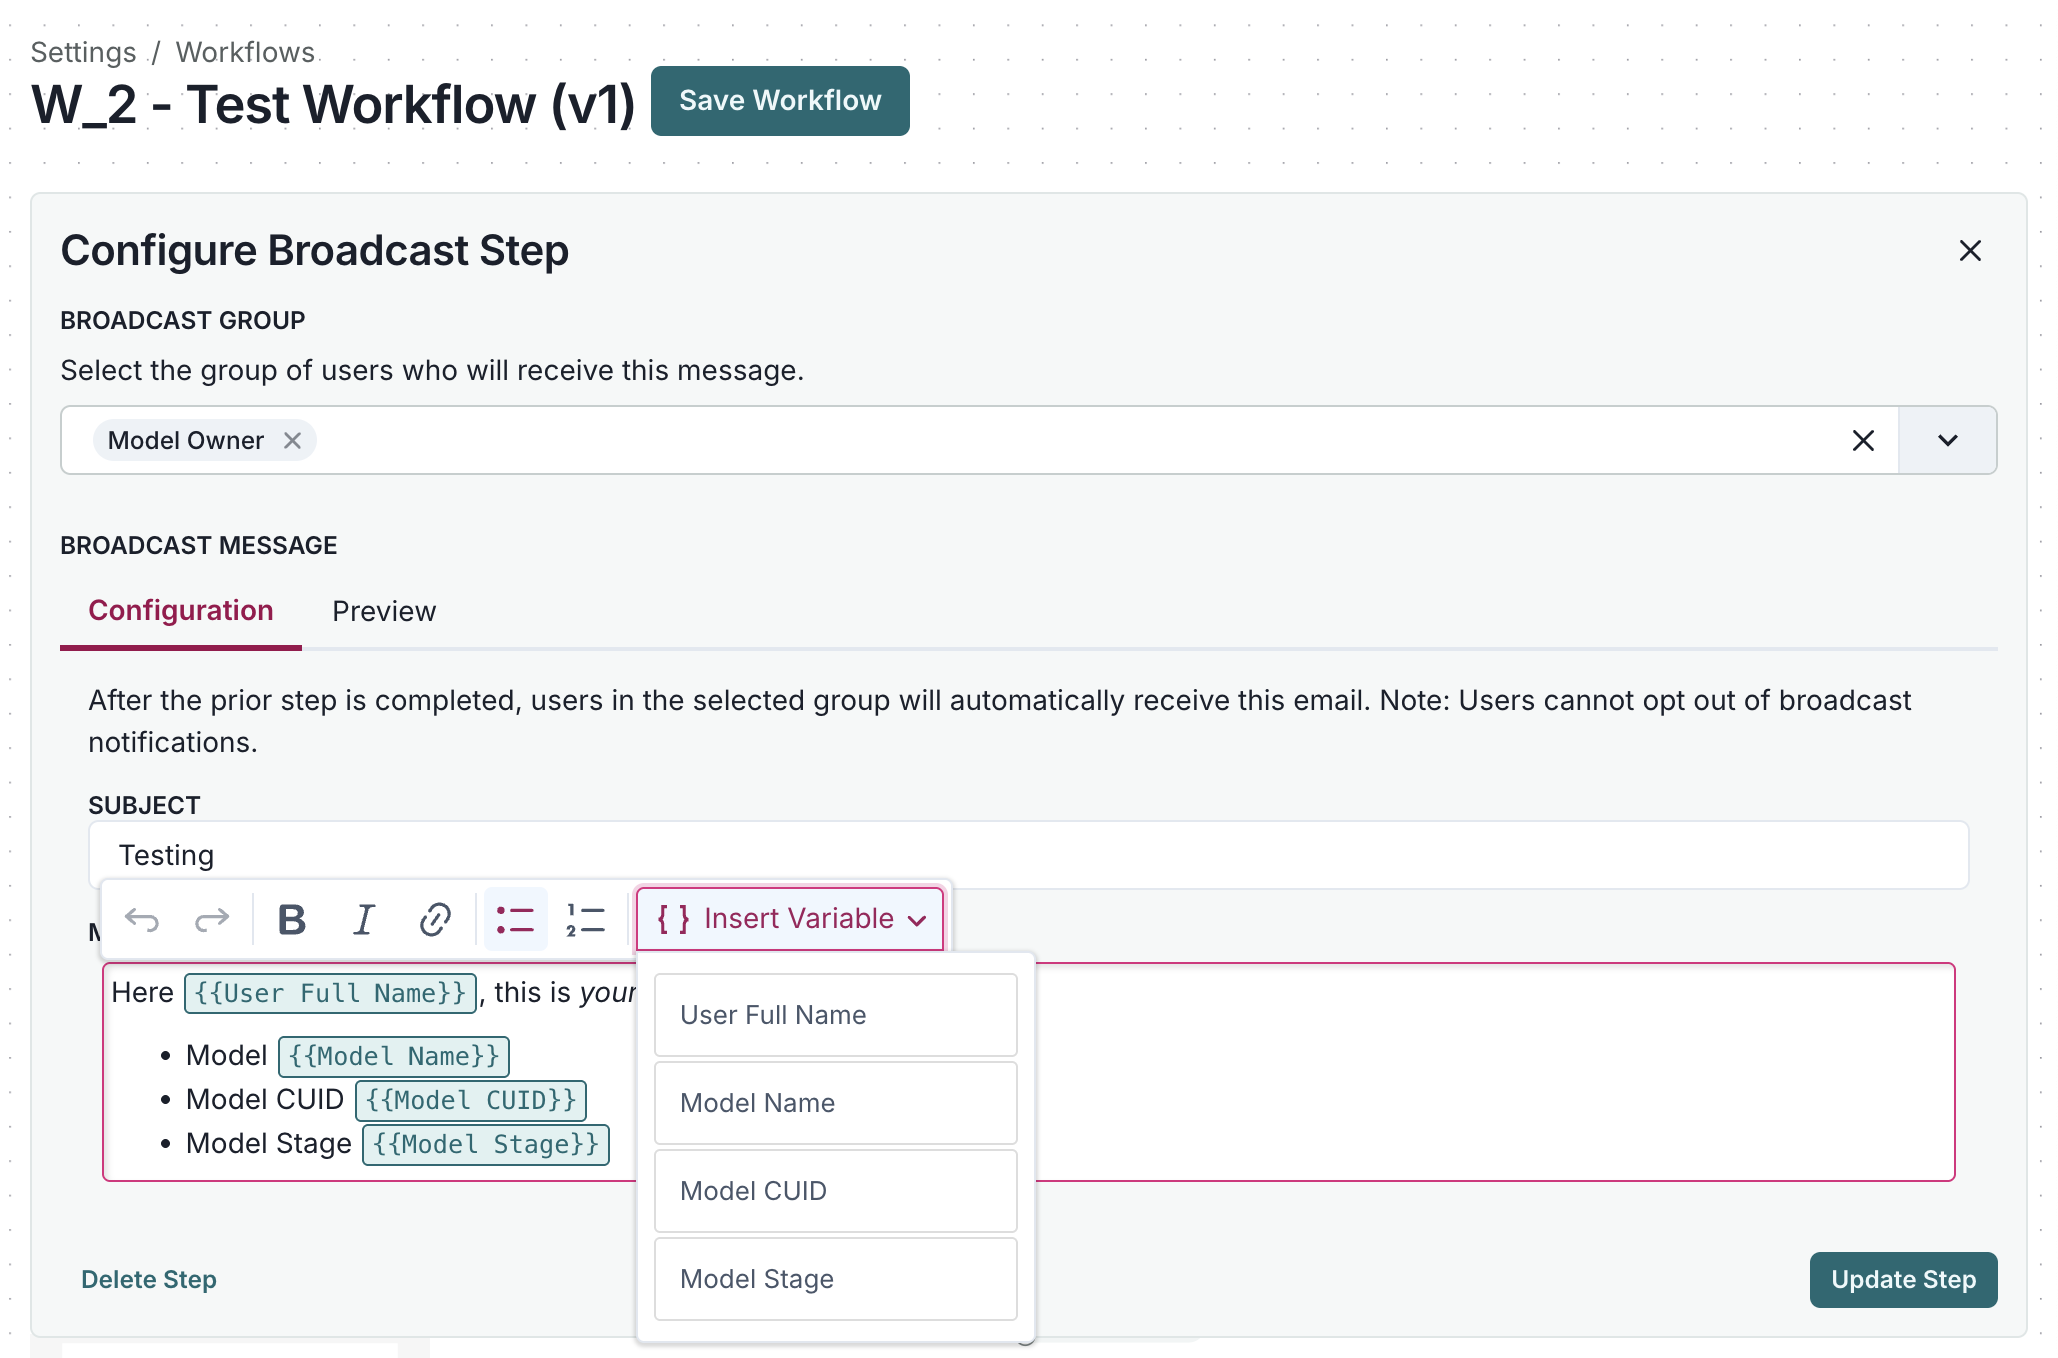 Settings / Workflows
W_2 - Test Workflow (v1)
Save Workflow
Configure Broadcast Step
BROADCAST GROUP
Select the group of users who will receive this message.
Model Owner
BROADCAST MESSAGE
Configuration
Preview
After the prior step is completed, users in the selected group will automatically receive this email. Note: Users cannot opt out of broadcast
notifications.
SUBJECT
Testing
{ } Insert Variable
Here {{User Full Name}}, this is your
• Model {{Model Name}}
• Model CUID {{Model CUID}}
• Model Stage {{Model Stage}}
User Full Name
Model Name
Model CUID
Model Stage
Delete Step
Update Step